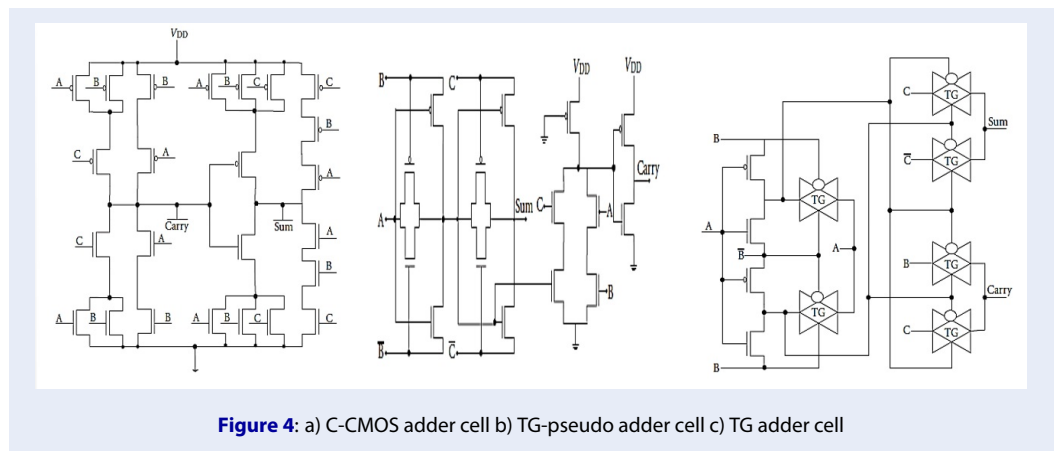 VDD
A B B A B C C
B
C A A
Carry Sum
C A A
B
A B B A B C C
B C
VDD VDD
Carry
A Sum C A
B
B̅ C̅
B
A
B̅
B
TG
A
TG
C TG
Sum
C̅ TG
B TG
Carry
C TG
Figure 4: a) C-CMOS adder cell b) TG-pseudo adder cell c) TG adder cell